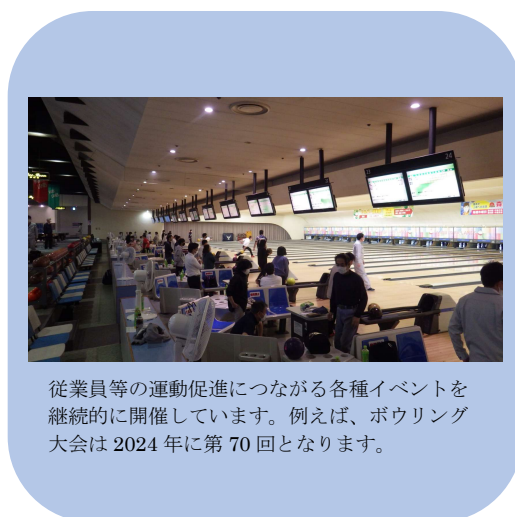 従業員等の運動促進につながる各種イベントを
継続的に開催しています。例えば、ボウリング
大会は 2024 年に第 70 回となります。